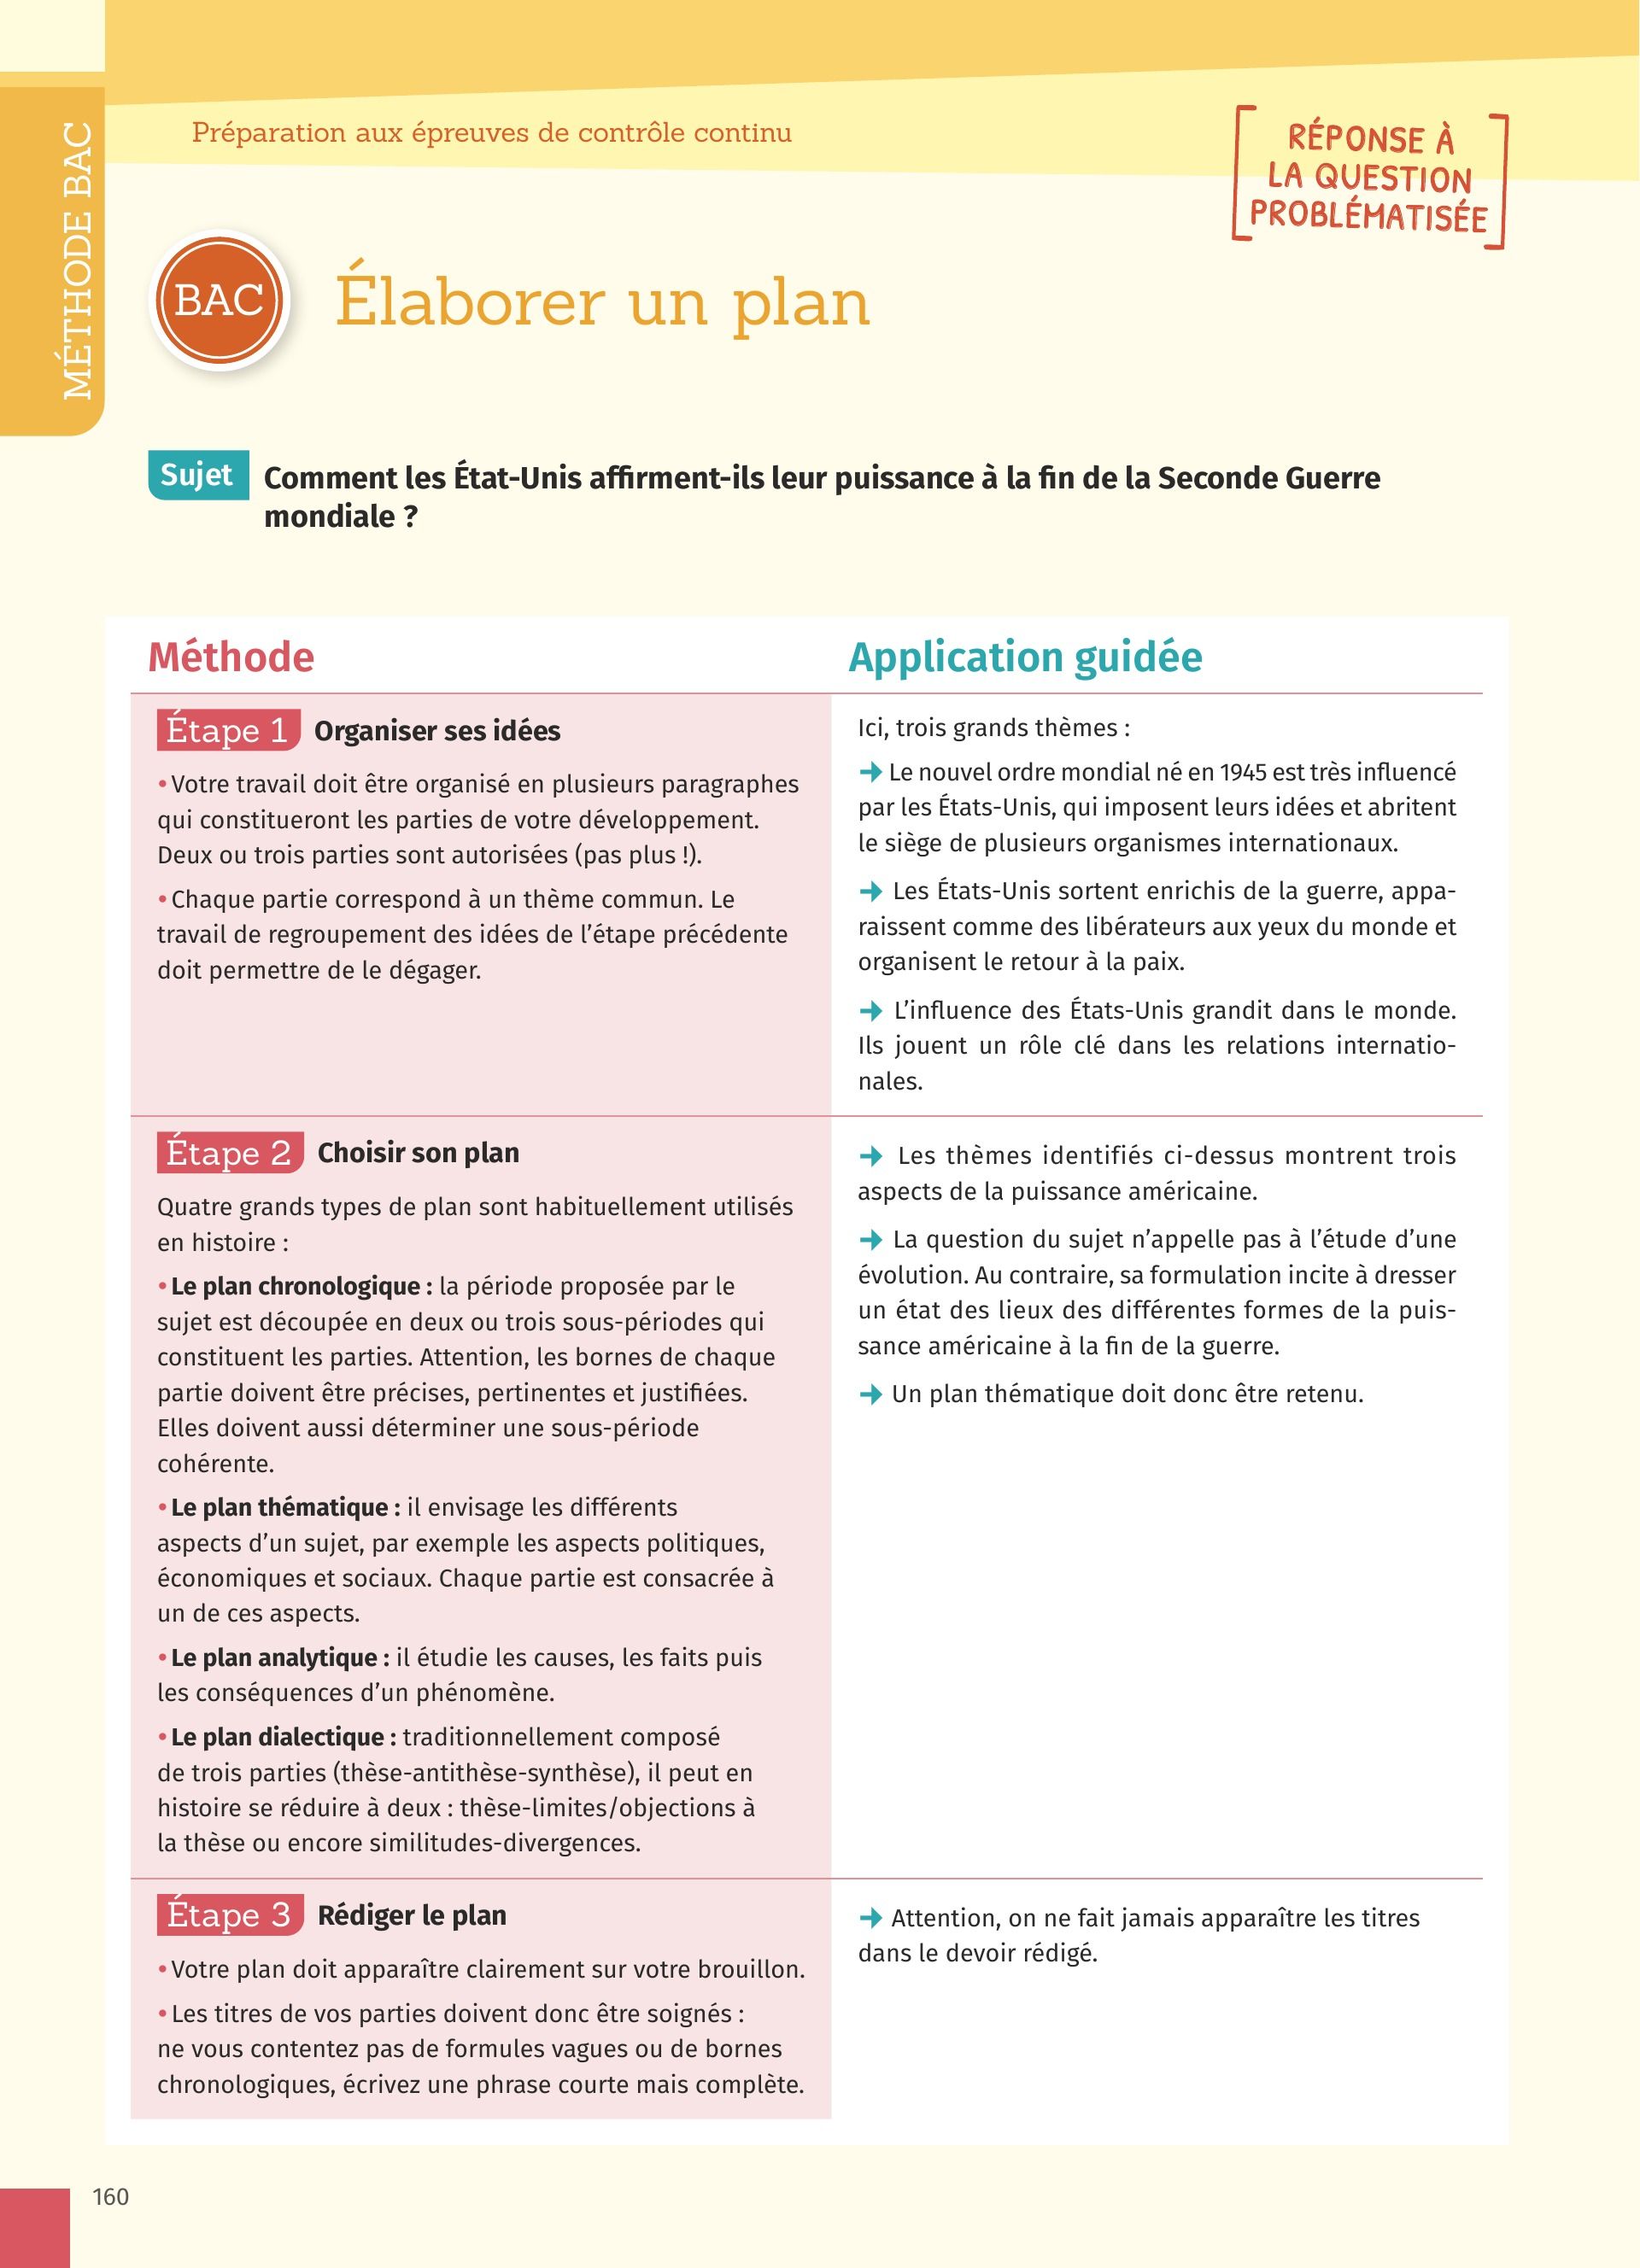 MÉTHODE BAC
Préparation aux épreuves de contrôle continu
RÉPONSE À
LA QUESTION
PROBLÉMATISÉE
BAC
Élaborer un plan
Sujet
Comment les État-Unis affirment-ils leur puissance à la fin de la Seconde Guerre
mondiale ?
Méthode
Étape 1 Organiser ses idées
• Votre travail doit être organisé en plusieurs paragraphes
qui constitueront les parties de votre développement.
Deux ou trois parties sont autorisées (pas plus !).
• Chaque partie correspond à un thème commun. Le
travail de regroupement des idées de l'étape précédente
doit permettre de le dégager.
Application guidée
Ici, trois grands thèmes :
➔ Le nouvel ordre mondial né en 1945 est très influencé
par les États-Unis, qui imposent leurs idées et abritent
le siège de plusieurs organismes internationaux.
➔ Les États-Unis sortent enrichis de la guerre, appa-
raissent comme des libérateurs aux yeux du monde et
organisent le retour à la paix.
➔ L'influence des États-Unis grandit dans le monde.
Ils jouent un rôle clé dans les relations internatio-
nales.
Étape 2 Choisir son plan
Quatre grands types de plan sont habituellement utilisés
en histoire :
• Le plan chronologique : la période proposée par le
sujet est découpée en deux ou trois sous-périodes qui
constituent les parties. Attention, les bornes de chaque
partie doivent être précises, pertinentes et justifiées.
Elles doivent aussi déterminer une sous-période
cohérente.
• Le plan thématique : il envisage les différents
aspects d'un sujet, par exemple les aspects politiques,
économiques et sociaux. Chaque partie est consacrée à
un de ces aspects.
• Le plan analytique : il étudie les causes, les faits puis
les conséquences d'un phénomène.
• Le plan dialectique : traditionnellement composé
de trois parties (thèse-antithèse-synthèse), il peut en
histoire se réduire à deux : thèse-limites/objections à
la thèse ou encore similitudes-divergences.
➔ Les thèmes identifiés ci-dessus montrent trois
aspects de la puissance américaine.
➔ La question du sujet n'appelle pas à l'étude d'une
évolution. Au contraire, sa formulation incite à dresser
un état des lieux des différentes formes de la puis-
sance américaine à la fin de la guerre.
➔ Un plan thématique doit donc être retenu.
Étape 3 Rédiger le plan
• Votre plan doit apparaître clairement sur votre brouillon.
• Les titres de vos parties doivent donc être soignés :
ne vous contentez pas de formules vagues ou de bornes
chronologiques, écrivez une phrase courte mais complète.
➔ Attention, on ne fait jamais apparaître les titres
dans le devoir rédigé.
160